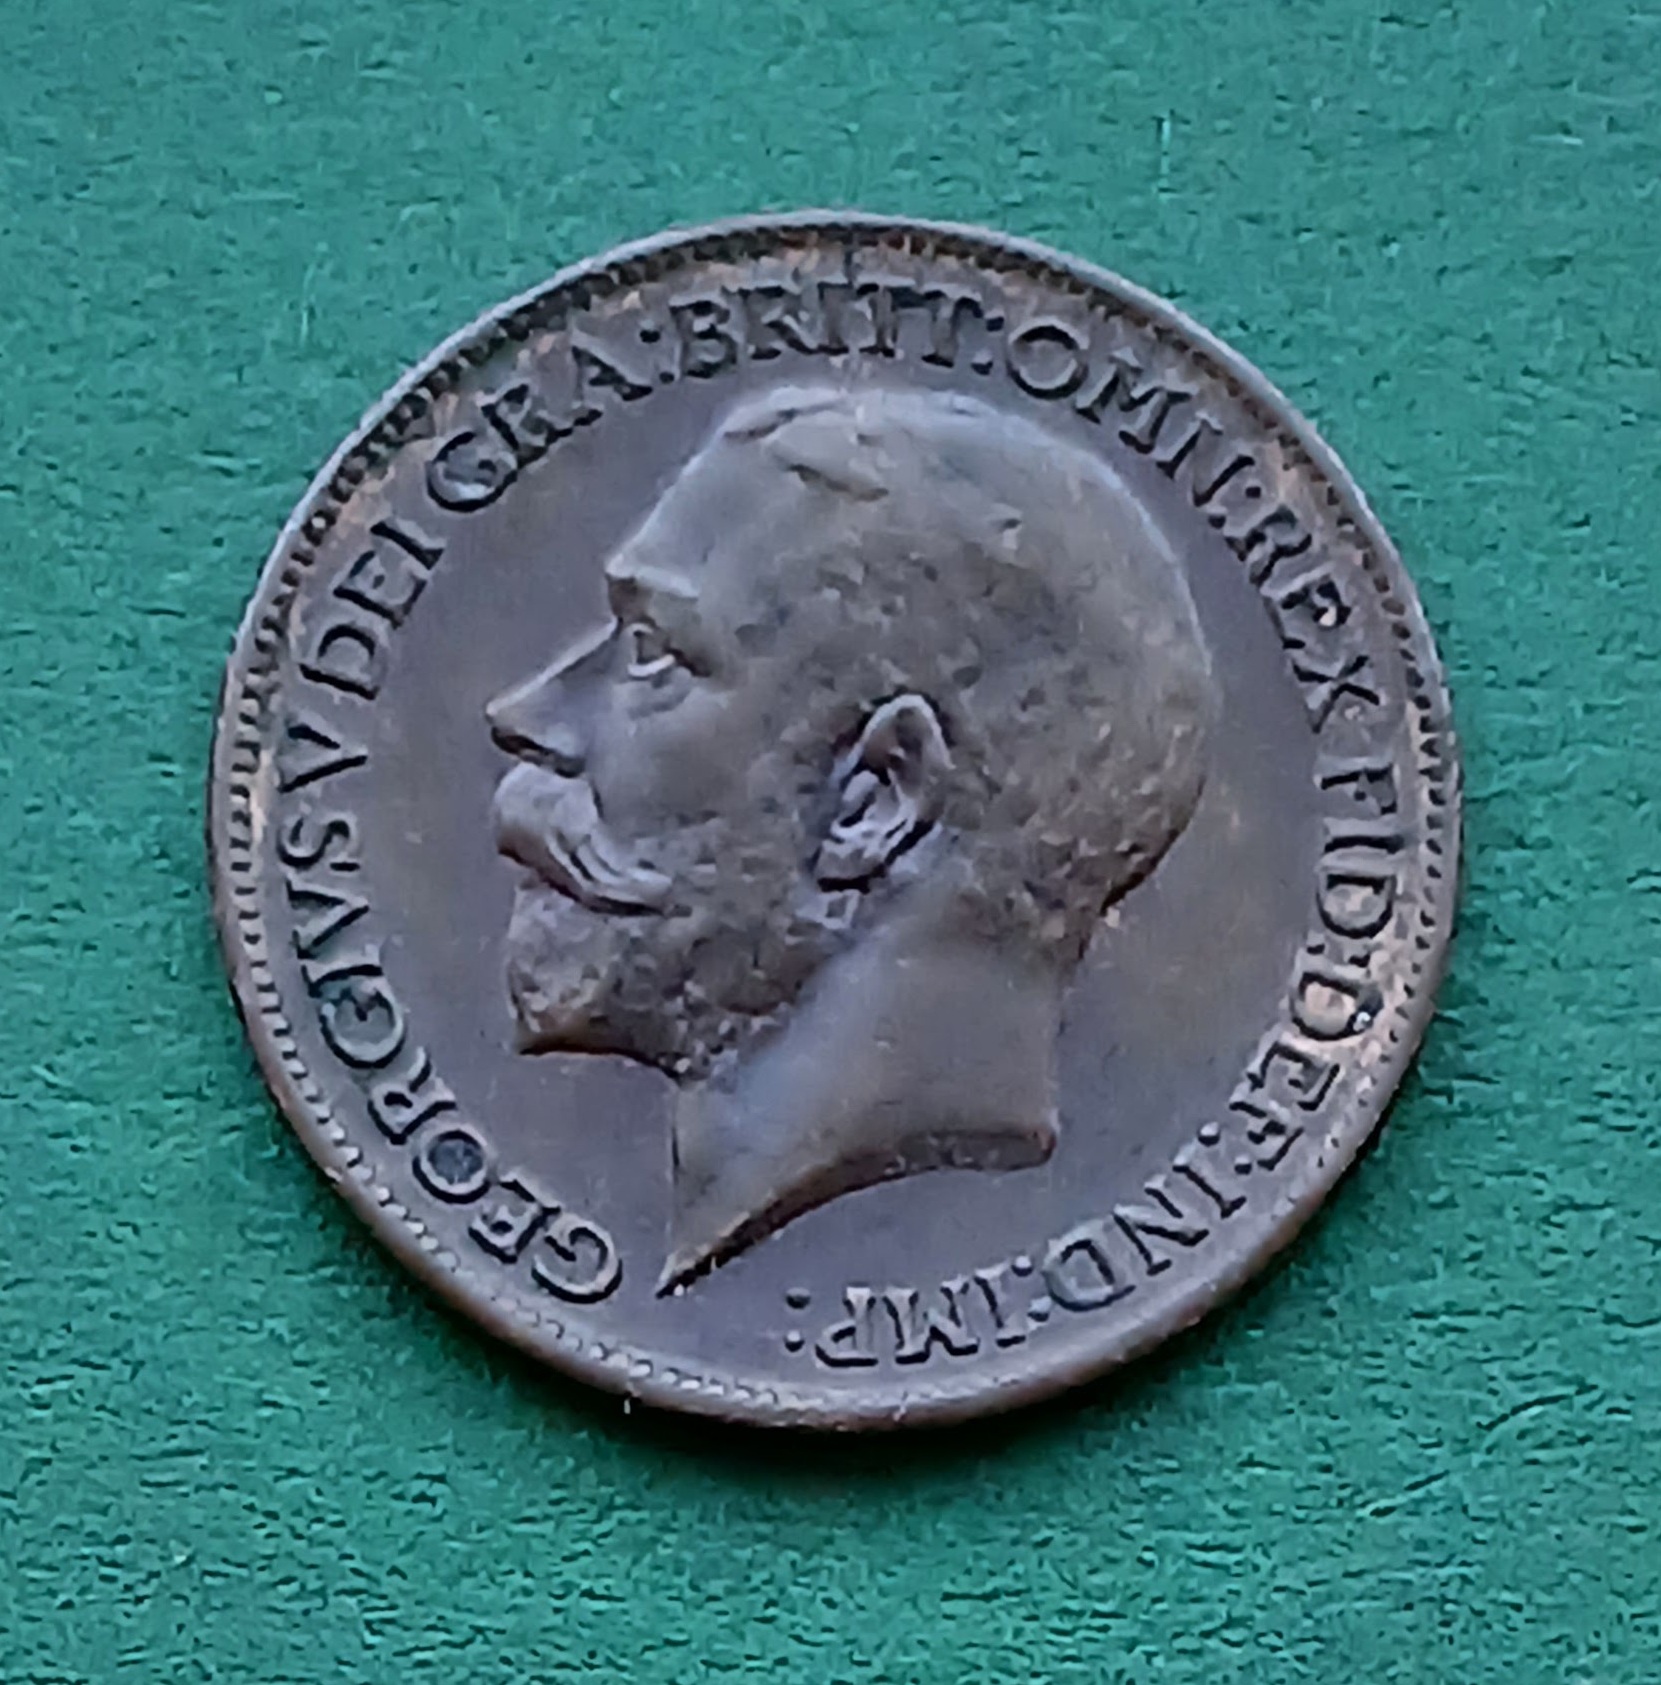 GEORGIVS V DEI GRA:BRITT:OMN:REX FID:DEF:IND:IMP: